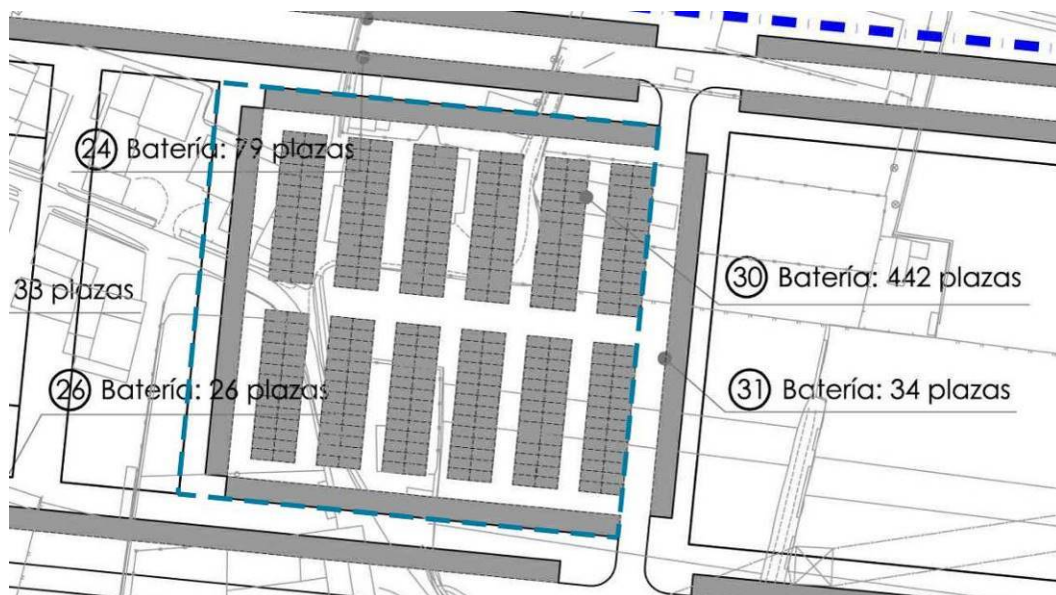 24 Batería: 79 plazas
30 Batería: 442 plazas
33 plazas
26 Batería: 26 plazas
31 Batería: 34 plazas